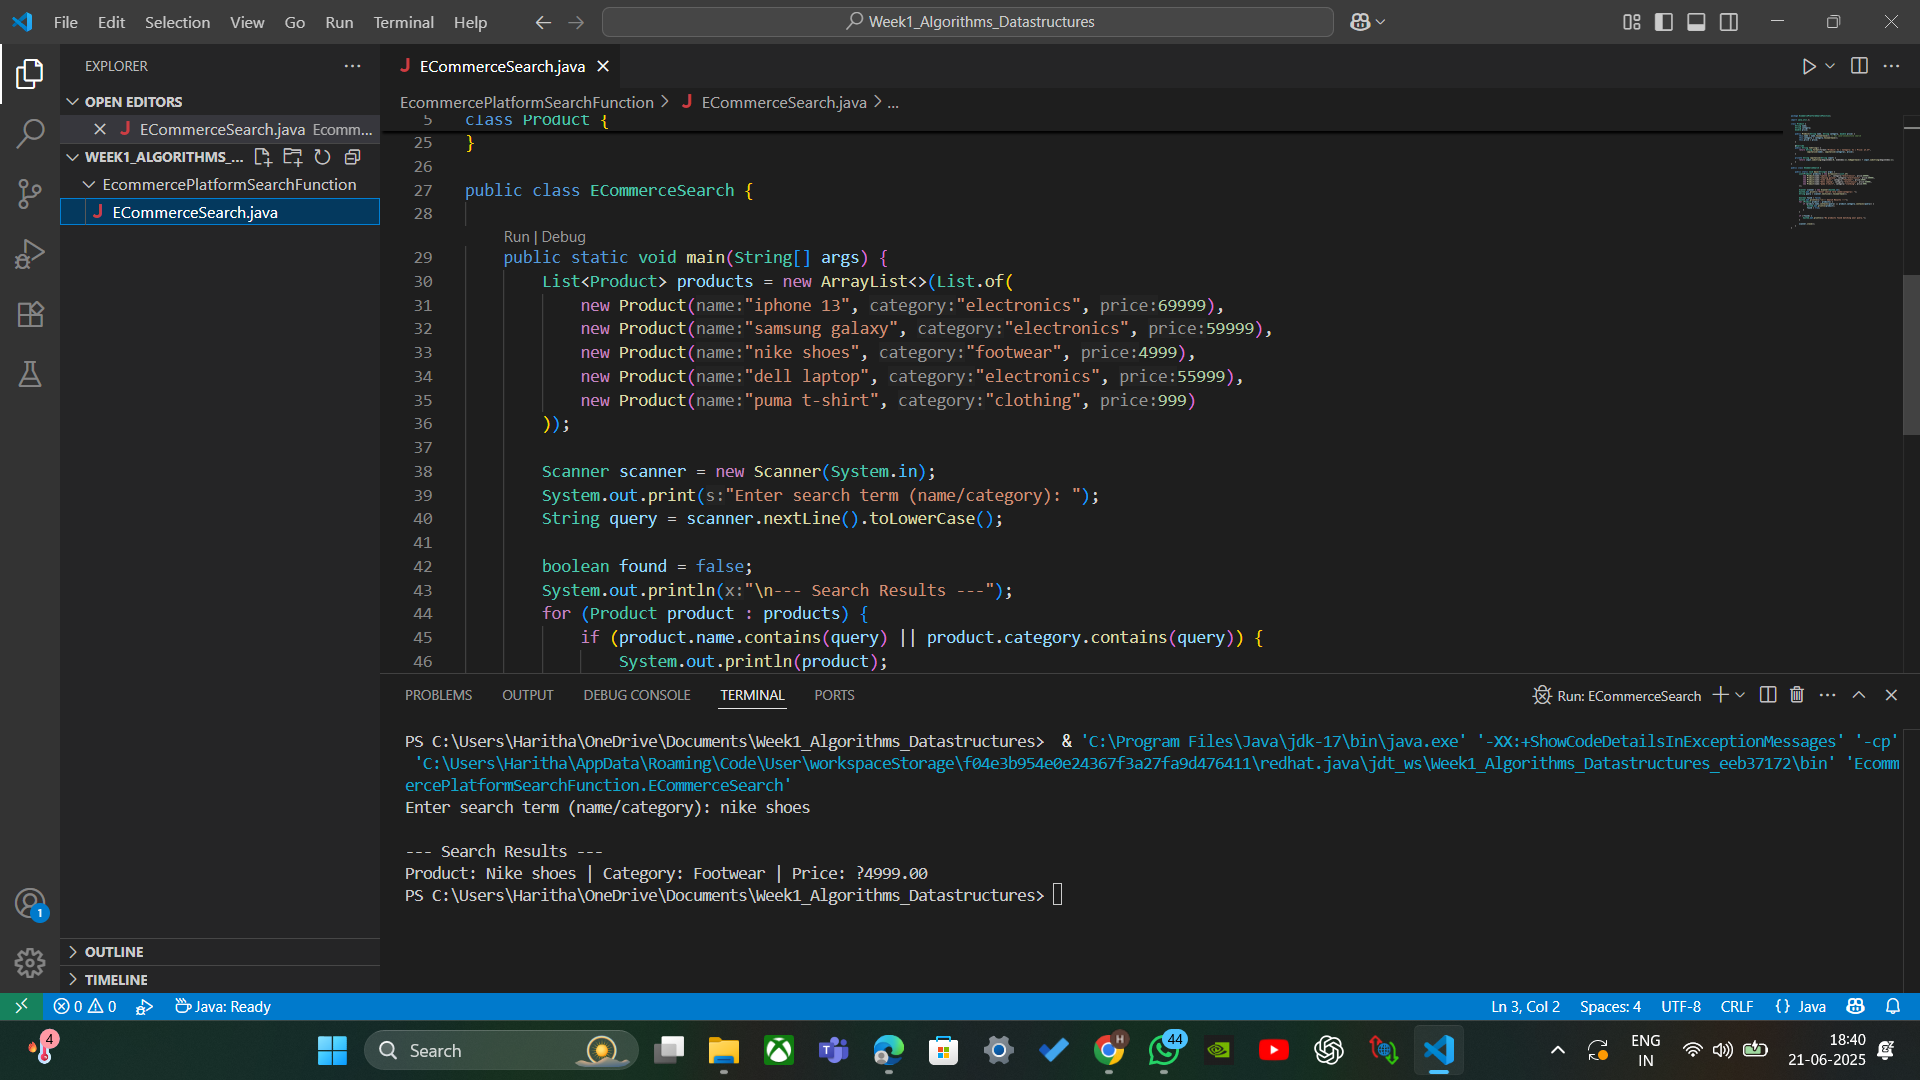 File Edit Selection View Go Run Terminal Help
Week1_Algorithms_Datastructures
EXPLORER
OPEN EDITORS
ECommerceSearch.java Ecomm...
WEEK1_ALGORITHMS_...
EcommercePlatformSearchFunction
J ECommerceSearch.java
OUTLINE
TIMELINE
J ECommerceSearch.java
EcommercePlatformSearchFunction > J ECommerceSearch.java > ...
5 class Product {
25 }
26
27 public class ECommerceSearch {
28
Run | Debug
29 public static void main(String[] args) {
30 List<Product> products = new ArrayList<>(List.of(
31 new Product(name:"iphone 13", category:"electronics", price:69999),
32 new Product(name:"samsung galaxy", category:"electronics", price:59999),
33 new Product(name:"nike shoes", category:"footwear", price:4999),
34 new Product(name:"dell laptop", category:"electronics", price:55999),
35 new Product(name:"puma t-shirt", category:"clothing", price:999)
36 ));
37
38 Scanner scanner = new Scanner(System.in);
39 System.out.print(s:"Enter search term (name/category): ");
40 String query = scanner.nextLine().toLowerCase();
41
42 boolean found = false;
43 System.out.println(x:"\n--- Search Results ---");
44 for (Product product : products) {
45 if (product.name.contains(query) || product.category.contains(query)) {
46 System.out.println(product);
PROBLEMS OUTPUT DEBUG CONSOLE TERMINAL PORTS
Run: ECommerceSearch
PS C:\Users\Haritha\OneDrive\Documents\Week1_Algorithms_Datastructures> & 'C:\Program Files\Java\jdk-17\bin\java.exe' '-XX:+ShowCodeDetailsInExceptionMessages' '-cp'
'C:\Users\Haritha\AppData\Roaming\Code\User\workspaceStorage\f04e3b954e0e24367f3a27fa9d476411\redhat.java\jdt_ws\Week1_Algorithms_Datastructures_eeb37172\bin' 'Ecomm
ercePlatformSearchFunction.ECommerceSearch'
Enter search term (name/category): nike shoes
--- Search Results ---
Product: Nike shoes | Category: Footwear | Price: ?4999.00
PS C:\Users\Haritha\OneDrive\Documents\Week1_Algorithms_Datastructures>
1
0 0 Java: Ready
Ln 3, Col 2 Spaces: 4 UTF-8 CRLF {} Java
4
Search
H
44
ENG
IN
18:40
21-06-2025